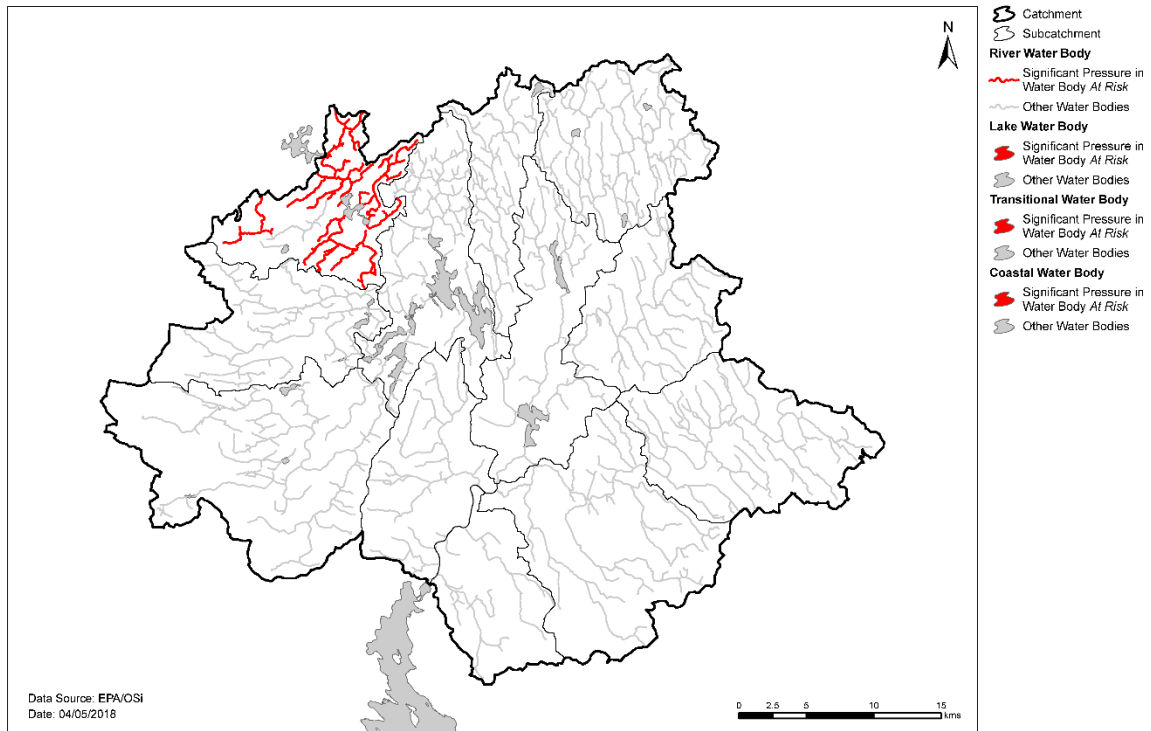 N
Data Source: EPA/OSi
Date: 04/05/2018
0 2.5 5 10 15
kms
Catchment
Subcatchment
River Water Body
Significant Pressure in
Water Body At Risk
Other Water Bodies
Lake Water Body
Significant Pressure in
Water Body At Risk
Other Water Bodies
Transitional Water Body
Significant Pressure in
Water Body At Risk
Other Water Bodies
Coastal Water Body
Significant Pressure in
Water Body At Risk
Other Water Bodies